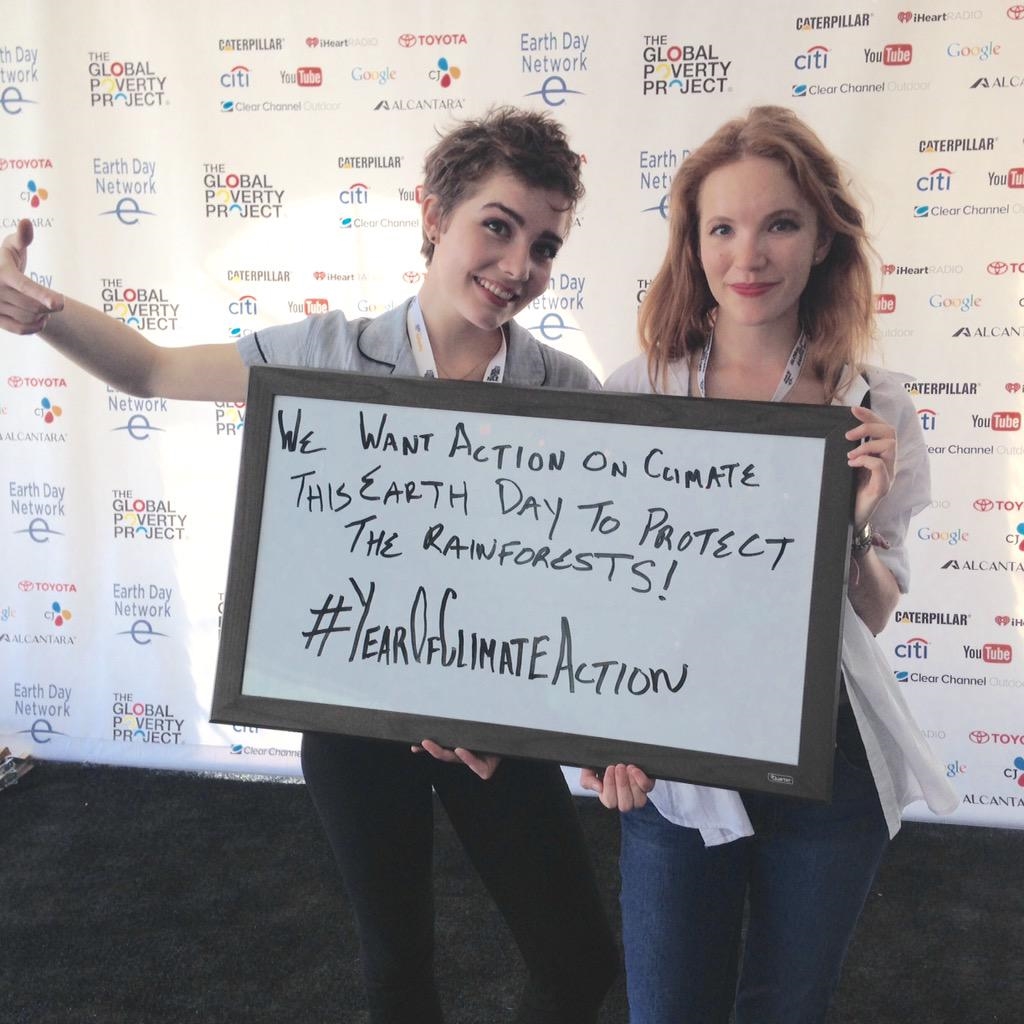 WE WANT ACTION ON CLIMATE
THIS EARTH DAY TO PROTECT
THE RAINFORESTS!
#YEAROFCLIMATEACTION
Earth Day
Network
THE
GLOBAL
POVERTY
PROJECT
CATERPILLAR
iHeartRADIO
TOYOTA
citi
YouTube
Google
CJ
Clear Channel Outdoor
ALCANTARA